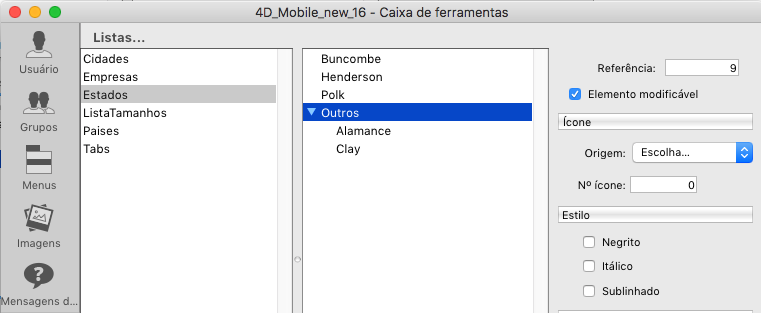 4D_Mobile_new_16 - Caixa de ferramentas
Usuário
Grupos
Menus
Imagens
Mensagens d...
Listas...
Cidades
Empresas
Estados
ListaTamanhos
Paises
Tabs
Buncombe
Henderson
Polk
Outros
Alamance
Clay
Referência: 9
Elemento modificável
Ícone
Origem: Escolha...
Nº ícone: 0
Estilo
Negrito
Itálico
Sublinhado